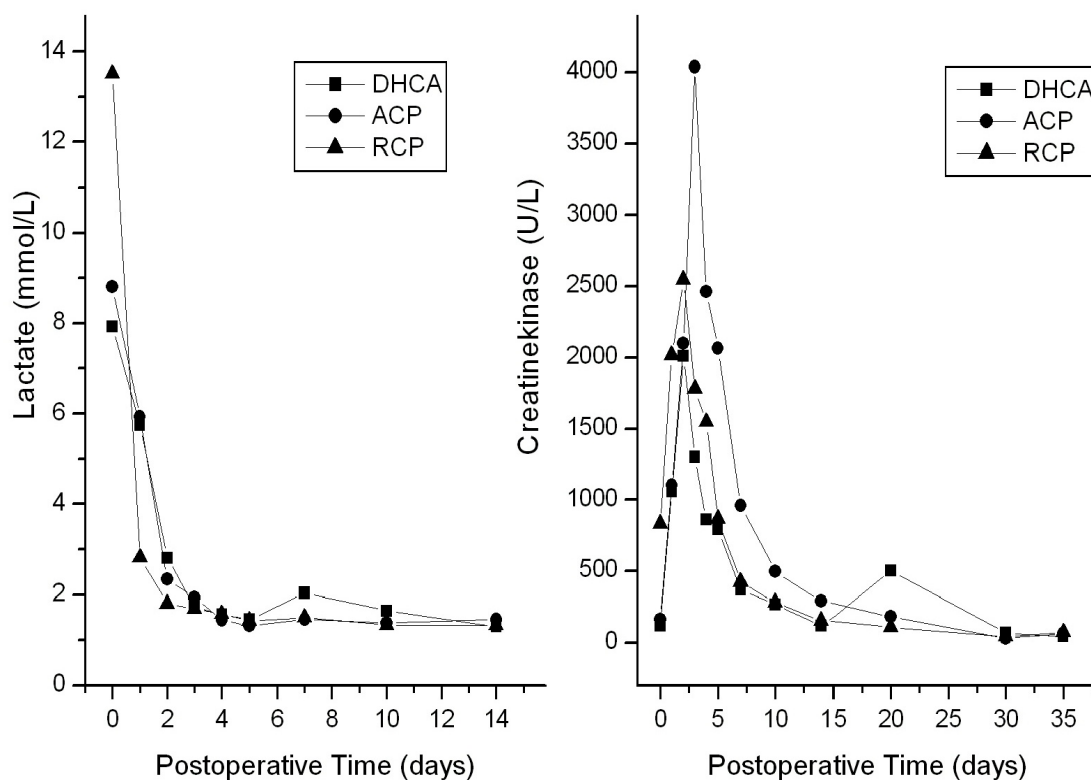 Lactate (mmol/L)
14
12
10
8
6
4
2
0
0 2 4 6 8 10 12 14
Postoperative Time (days)
DHCA
ACP
RCP
Creatinekinase (U/L)
4000
3500
3000
2500
2000
1500
1000
500
0
0 5 10 15 20 25 30 35
Postoperative Time (days)
DHCA
ACP
RCP